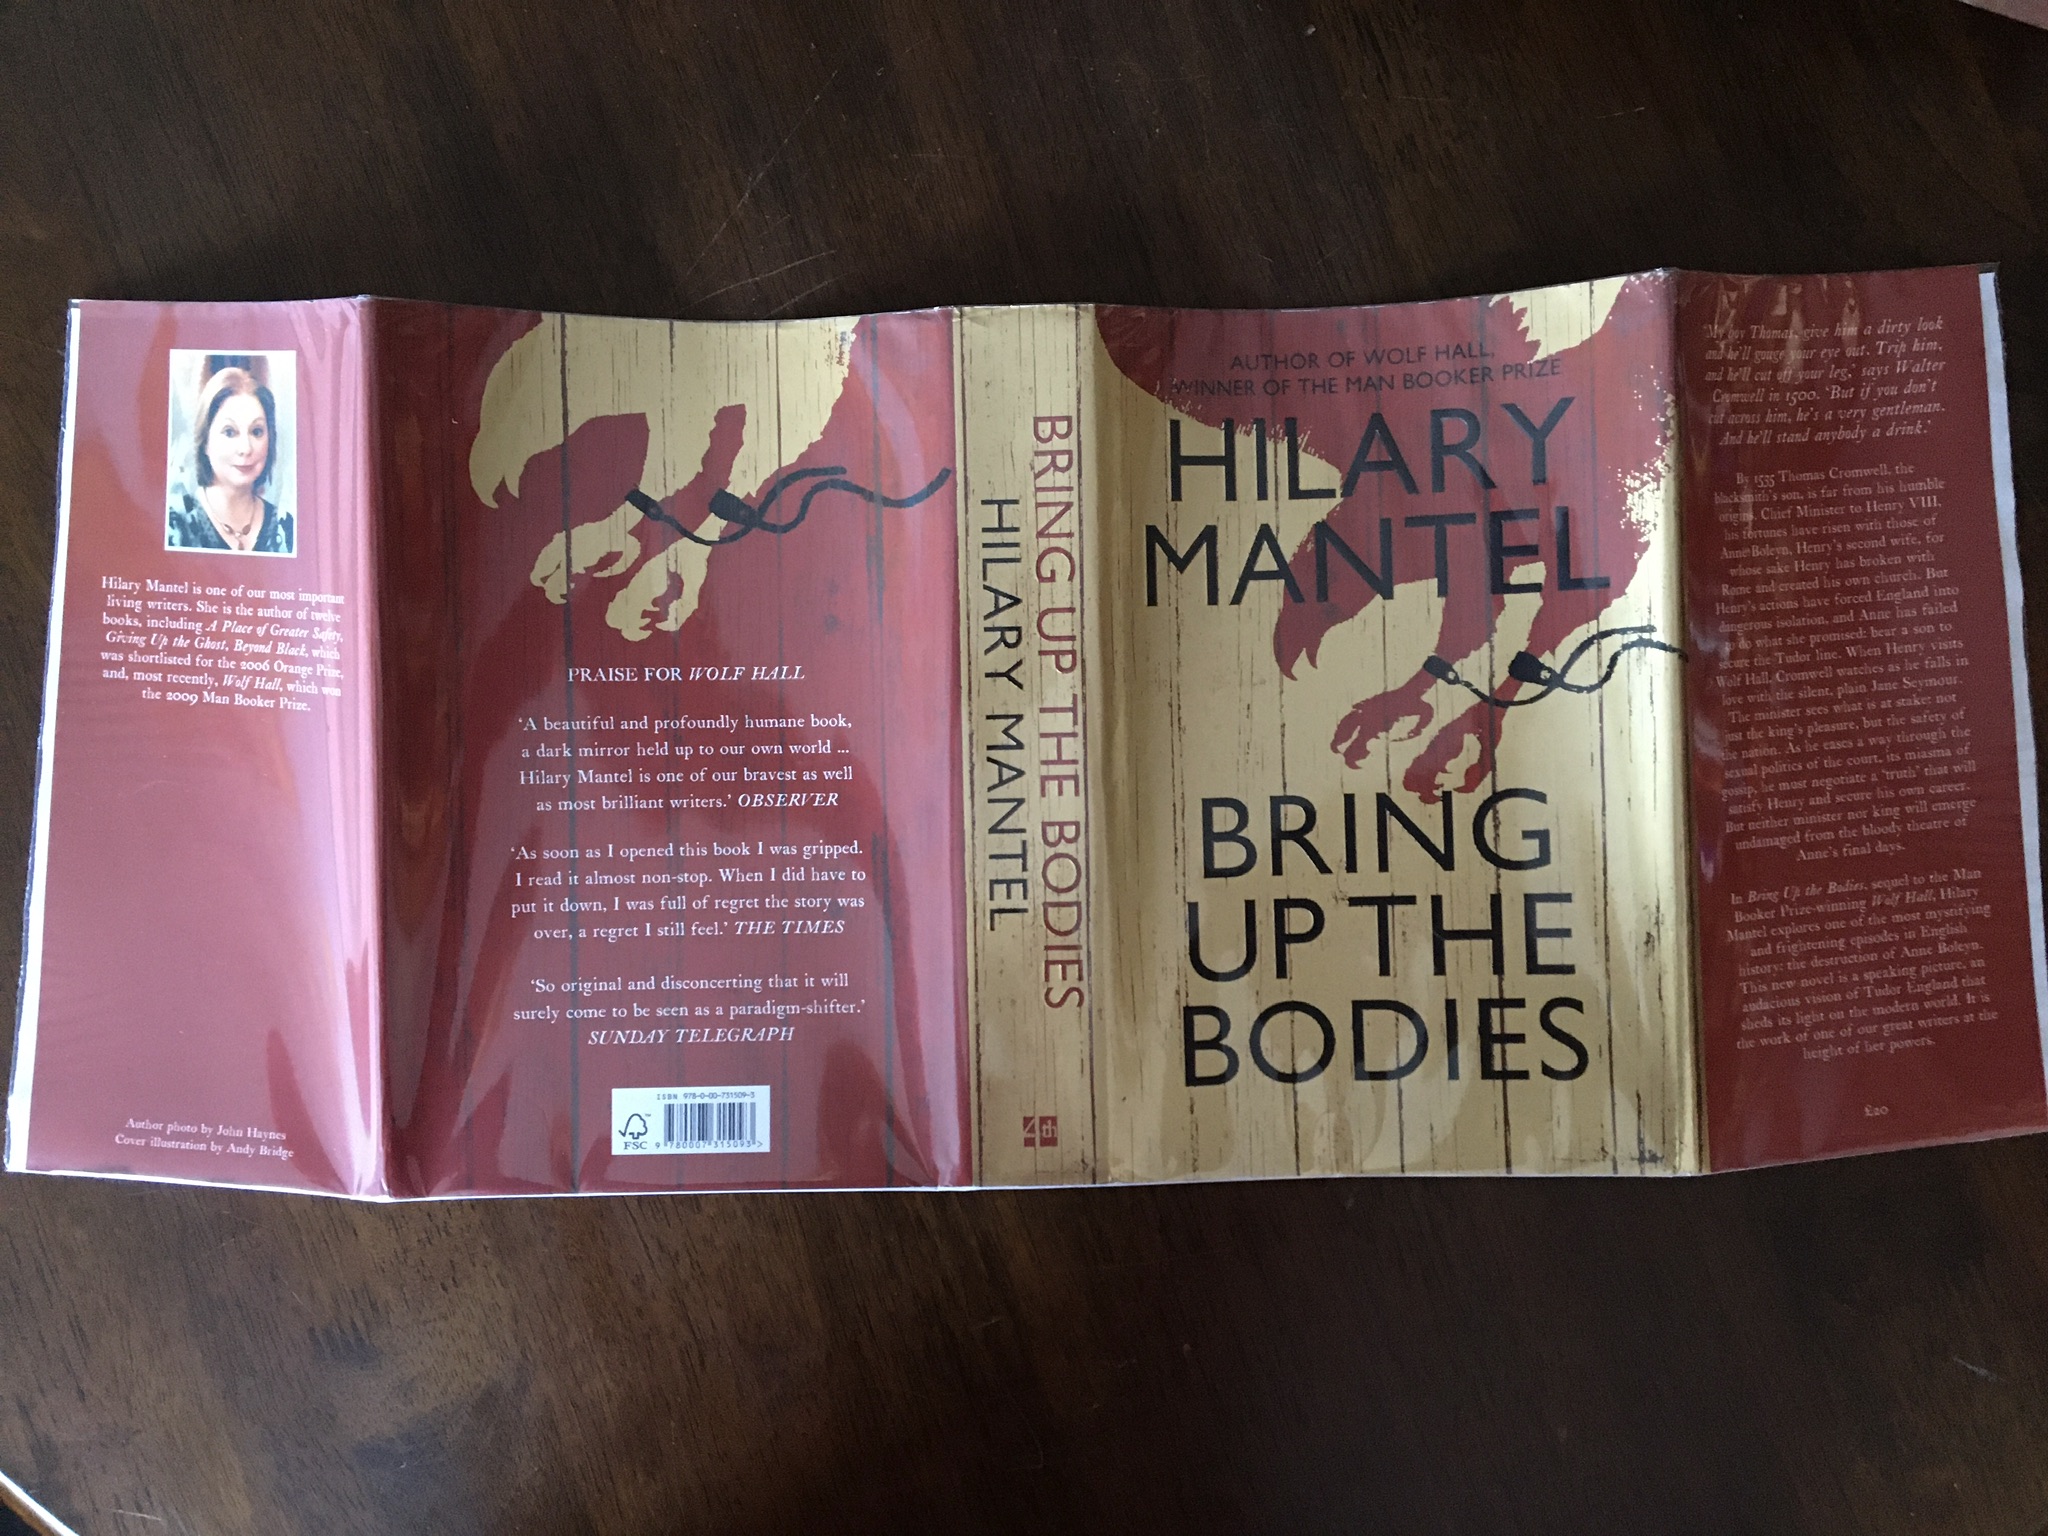 Hilary Mantel is one of our most important
living writers. She is the author of twelve
books, including A Place of Greater Safety,
Giving Up the Ghost, Beyond Black, which
was shortlisted for the 2006 Orange Prize,
and, most recently, Wolf Hall, which won
the 2009 Man Booker Prize.
Author photo by John Haynes
Cover illustration by Andy Bridge
PRAISE FOR WOLF HALL
‘A beautiful and profoundly humane book,
a dark mirror held up to our own world ...
Hilary Mantel is one of our bravest as well
as most brilliant writers.’ OBSERVER
‘As soon as I opened this book I was gripped.
I read it almost non-stop. When I did have to
put it down, I was full of regret the story was
over, a regret I still feel.’ THE TIMES
‘So original and disconcerting that it will
surely come to be seen as a paradigm-shifter.’
SUNDAY TELEGRAPH
ISBN 978-0-00-731509-3
FSC™
9 780007 315093 >
BRING UP THE BODIES
HILARY MANTEL
4th
AUTHOR OF WOLF HALL,
WINNER OF THE MAN BOOKER PRIZE
HILARY
MANTEL
BRING
UP THE
BODIES
‘My boy Thomas, give him a dirty look
and he’ll gouge your eye out. Trip him,
and he’ll cut off your leg,’ says Walter
Cromwell in 1500. ‘But if you don’t
cut across him, he’s a very gentleman.
And he’ll stand anybody a drink.’
By 1535 Thomas Cromwell, the
blacksmith’s son, is far from his humble
origins. Chief Minister to Henry VIII,
his fortunes have risen with those of
Anne Boleyn, Henry’s second wife, for
whose sake Henry has broken with
Rome and created his own church. But
Henry’s actions have forced England into
dangerous isolation, and Anne has failed
to do what she promised: bear a son to
secure the Tudor line. When Henry visits
Wolf Hall, Cromwell watches as he falls in
love with the silent, plain Jane Seymour.
The minister sees what is at stake: not
just the king’s pleasure, but the safety of
the nation. As he eases a way through the
sexual politics of the court, its miasma of
gossip, he most negotiate a ‘truth’ that will
satisfy Henry and secure his own career.
But neither minister nor king will emerge
undamaged from the bloody theatre of
Anne’s final days.
In Bring Up the Bodies, sequel to the Man
Booker Prize-winning Wolf Hall, Hilary
Mantel explores one of the most mystifying
and frightening episodes in English
history: the destruction of Anne Boleyn.
This new novel is a speaking picture, an
audacious vision of Tudor England that
sheds its light on the modern world. It is
the work of one of our great writers at the
height of her powers.
£20